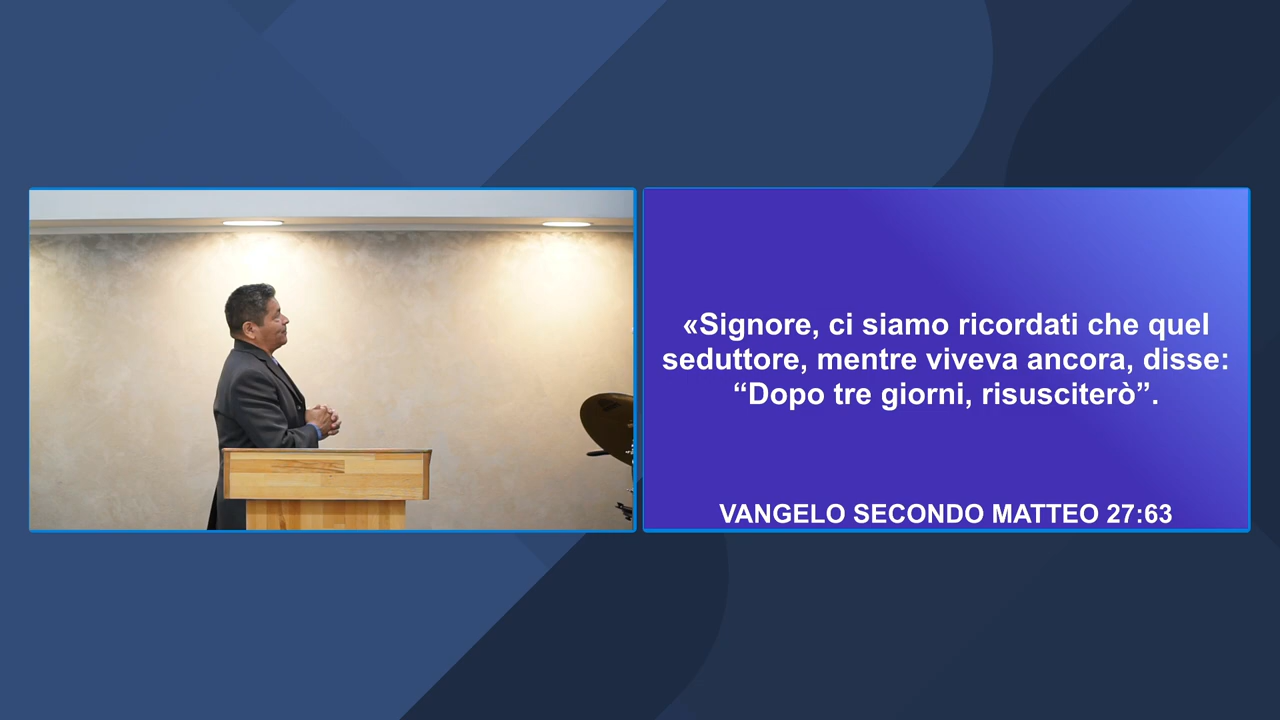 «Signore, ci siamo ricordati che quel
seduttore, mentre viveva ancora, disse:
“Dopo tre giorni, risusciterò”.
VANGELO SECONDO MATTEO 27:63